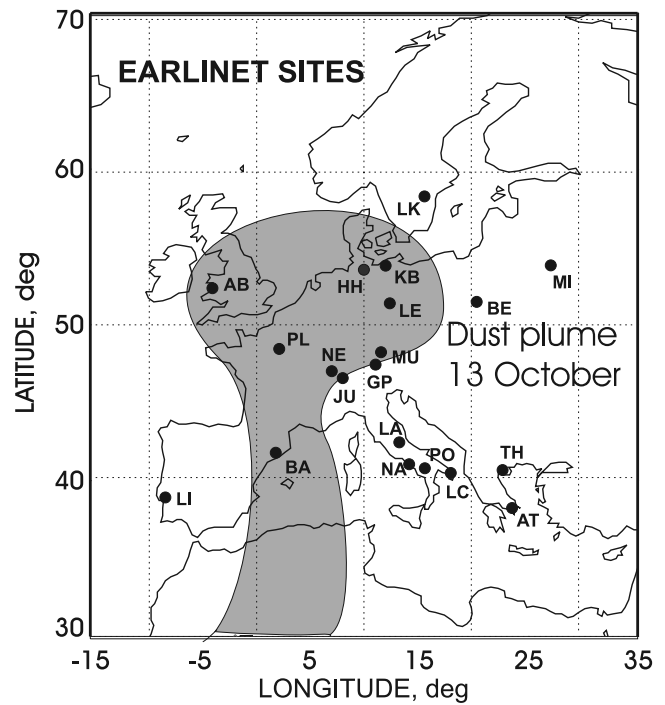 70
EARLINET SITES
60
LK
AB
HH
KB
MI
LE
BE
50
PL
Dust plume
NE
MU
13 October
JU
GP
LA
PO
TH
BA
NA
LC
40
LI
AT
30
-15
-5
5
15
25
35
LONGITUDE, deg
LATITUDE, deg